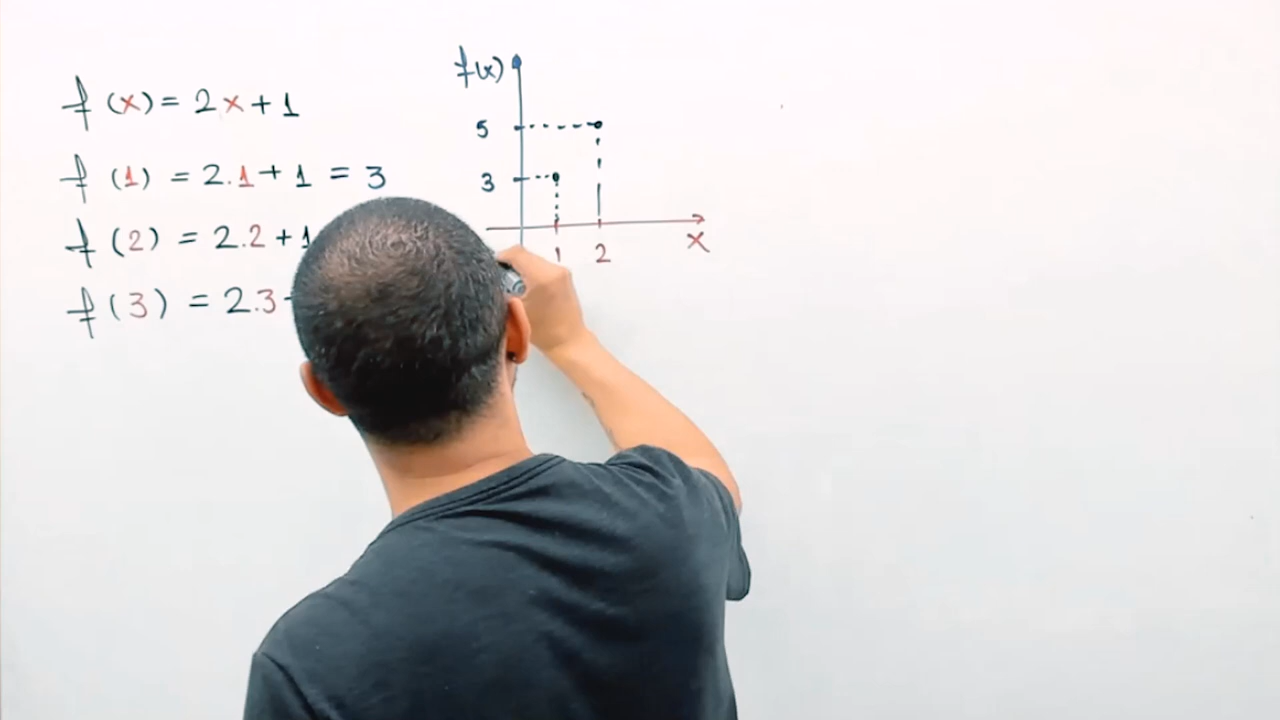 f (x) = 2x + 1
f (1) = 2.1 + 1 = 3
f (2) = 2.2 + 1
f (3) = 2.3
f(x)
5
3
1 2 x